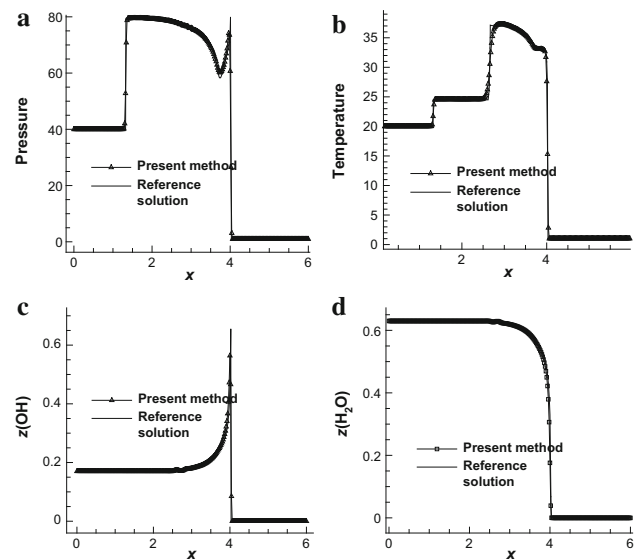 a
80
60
40
20
0
Pressure
Present method
Reference
solution
0
2
4
6
x
b
35
30
25
20
15
10
5
0
Temperature
Present method
Reference
solution
2
4
x
c
0.6
0.4
0.2
0
z(OH)
Present method
Reference
solution
0
2
4
6
x
d
0.6
0.4
0.2
0
z(H₂O)
Present method
Reference
solution
0
2
4
6
x